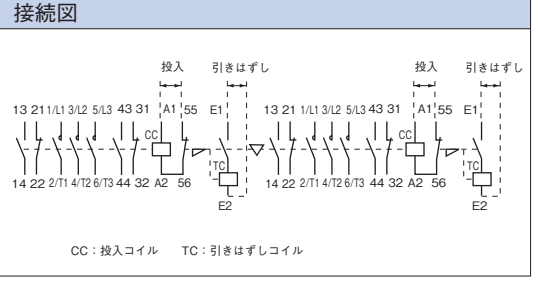 接続図
投入 引きはずし 投入 引きはずし
13 21 1/L1 3/L2 5/L3 43 31 A1 55 E1 13 21 1/L1 3/L2 5/L3 43 31 A1 55 E1
CC CC
TC TC
14 22 2/T1 4/T2 6/T3 44 32 A2 56 14 22 2/T1 4/T2 6/T3 44 32 A2 56
E2 E2
CC：投入コイル TC：引きはずしコイル